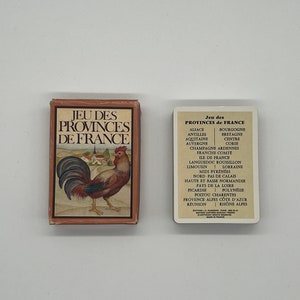 JEU DES
PROVINCES
DE FRANCE
Jeu des
PROVINCES de FRANCE
ALSACE BOURGOGNE
ANTILLES BRETAGNE
AQUITAINE CENTRE
AUVERGNE CORSE
CHAMPAGNE ARDENNES
FRANCHE COMTÉ
ILE DE FRANCE
LANGUEDOC ROUSSILLON
LIMOUSIN LORRAINE
MIDI PYRÉNÉES
NORD PAS DE CALAIS
HAUTE ET BASSE NORMANDIE
PAYS DE LA LOIRE
PICARDIE POLYNÉSIE
POITOU CHARENTES
PROVENCE ALPES CÔTE D'AZUR
RÉUNION RHÔNE ALPES